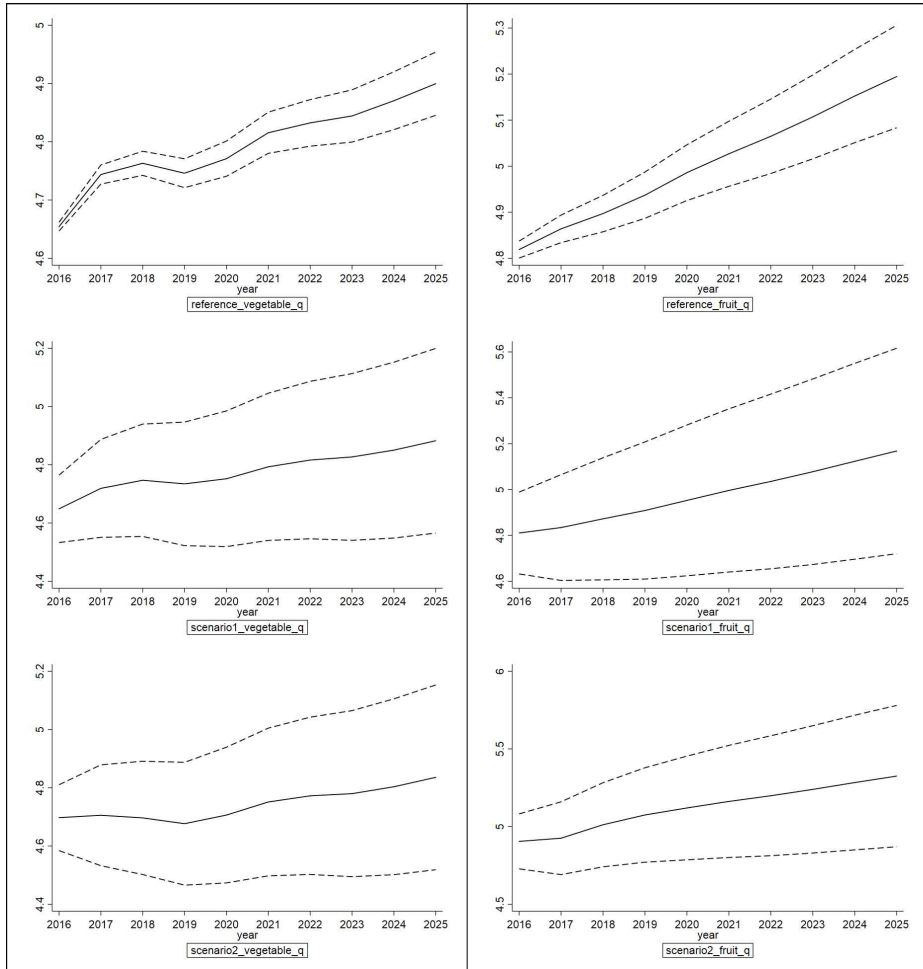 5
4.9
4.8
4.7
4.6
2016 2017 2018 2019 2020 2021 2022 2023 2024 2025
year
reference_vegetable_q
5.3
5.2
5.1
5
4.9
4.8
2016 2017 2018 2019 2020 2021 2022 2023 2024 2025
year
reference_fruit_q
5.2
5
4.8
4.6
4.4
2016 2017 2018 2019 2020 2021 2022 2023 2024 2025
year
scenario1_vegetable_q
5.6
5.4
5.2
5
4.8
4.6
2016 2017 2018 2019 2020 2021 2022 2023 2024 2025
year
scenario1_fruit_q
5.2
5
4.8
4.6
4.4
2016 2017 2018 2019 2020 2021 2022 2023 2024 2025
year
scenario2_vegetable_q
6
5.5
5
4.5
2016 2017 2018 2019 2020 2021 2022 2023 2024 2025
year
scenario2_fruit_q